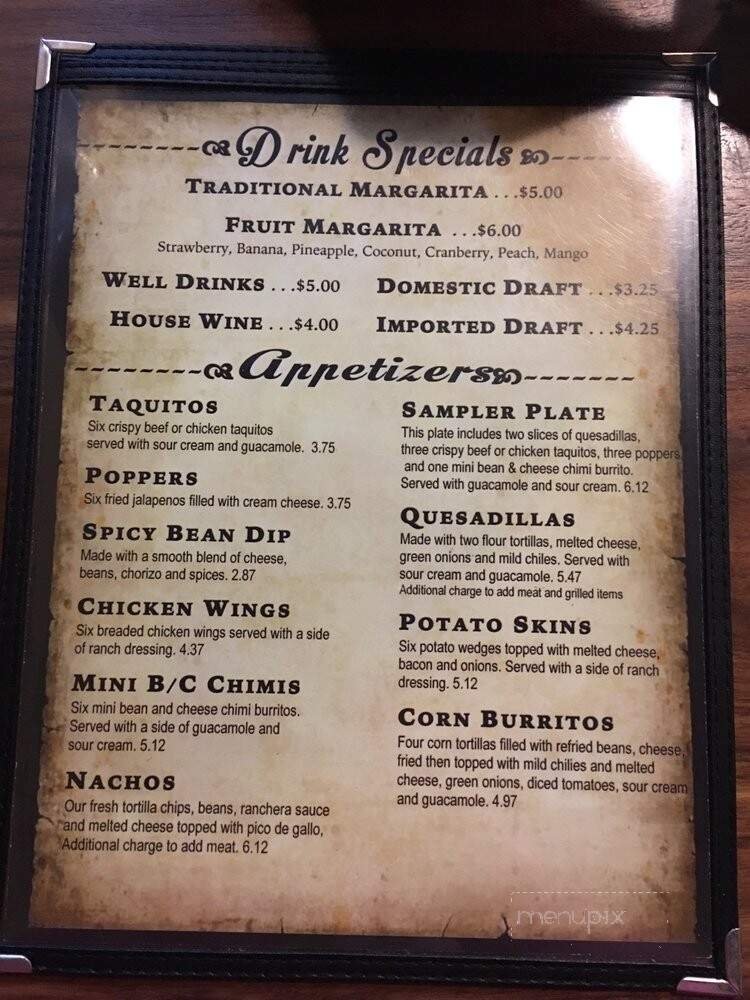 Drink Specials
Traditional Margarita ...$5.00
Fruit Margarita ...$6.00
Strawberry, Banana, Pineapple, Coconut, Cranberry, Peach, Mango
Well Drinks ...$5.00
Domestic Draft ...$3.25
House Wine ...$4.00
Imported Draft ...$4.25
Appetizers
Taquitos
Six crispy beef or chicken taquitos
served with sour cream and guacamole. 3.75
Poppers
Six fried jalapenos filled with cream cheese. 3.75
Spicy Bean Dip
Made with a smooth blend of cheese,
beans, chorizo and spices. 2.87
Chicken Wings
Six breaded chicken wings served with a side
of ranch dressing. 4.37
Mini B/C Chimis
Six mini bean and cheese chimi burritos.
Served with a side of guacamole and
sour cream. 5.12
Nachos
Our fresh tortilla chips, beans, ranchera sauce
and melted cheese topped with pico de gallo,
Additional charge to add meat. 6.12
Sampler Plate
This plate includes two slices of quesadillas,
three crispy beef or chicken taquitos, three poppers
and one mini bean & cheese chimi burrito.
Served with guacamole and sour cream. 6.12
Quesadillas
Made with two flour tortillas, melted cheese,
green onions and mild chiles. Served with
sour cream and guacamole. 5.47
Additional charge to add meat and grilled items
Potato Skins
Six potato wedges topped with melted cheese,
bacon and onions. Served with a side of ranch
dressing. 5.12
Corn Burritos
Four corn tortillas filled with refried beans, cheese,
fried then topped with mild chilies and melted
cheese, green onions, diced tomatoes, sour cream
and guacamole. 4.97
menupix